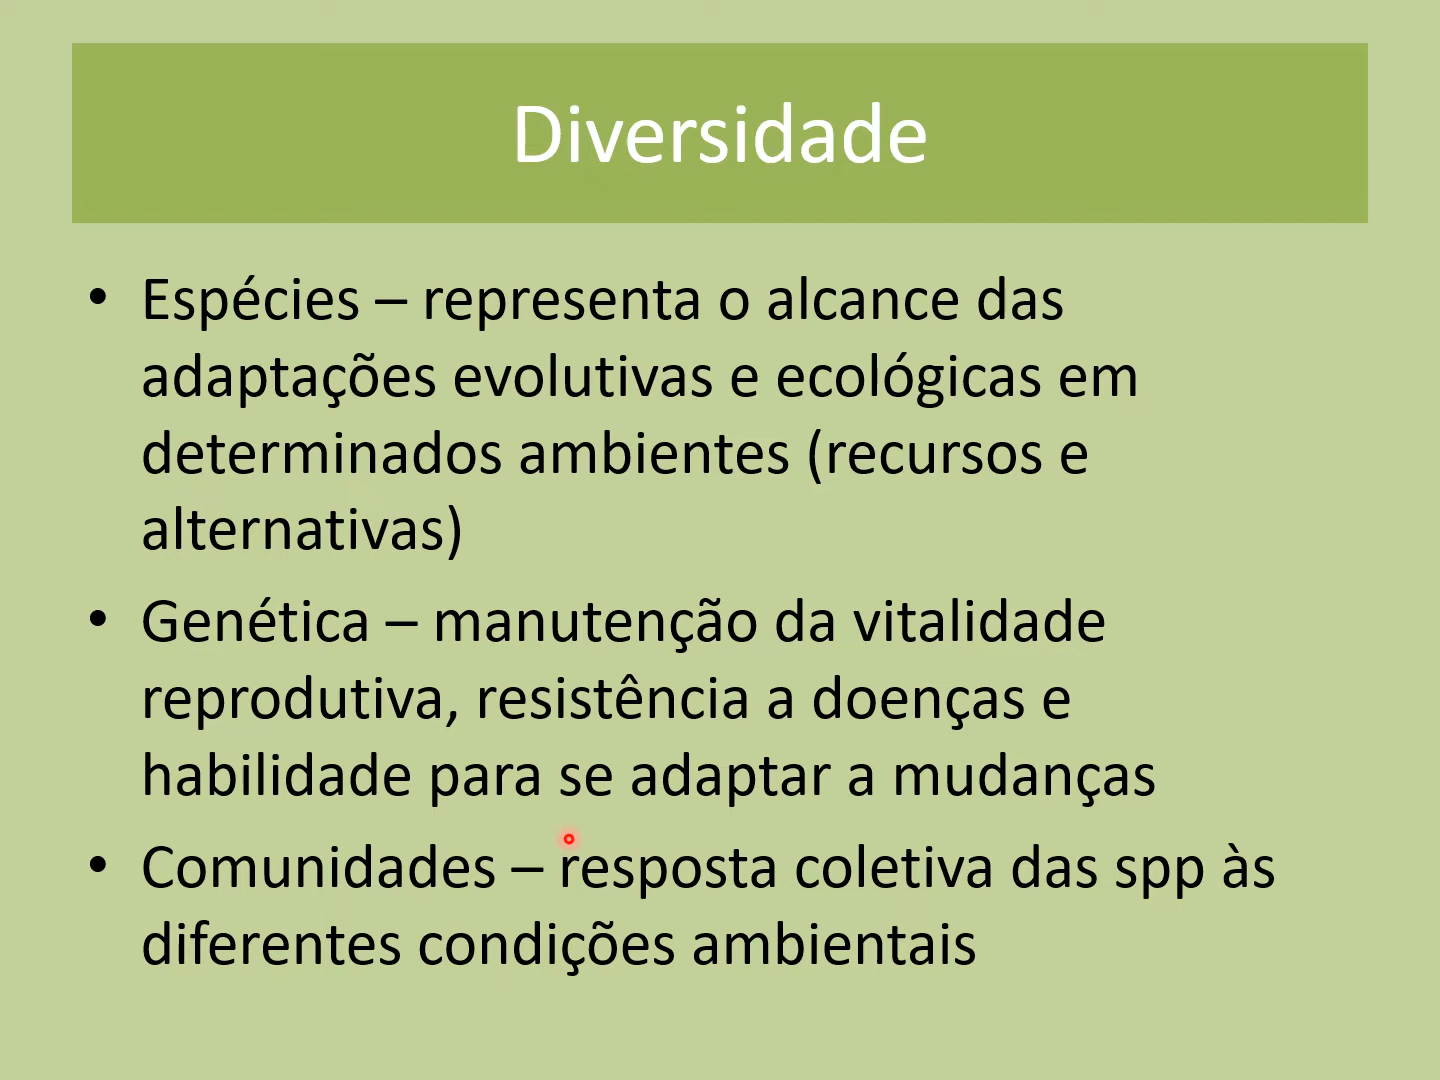 Diversidade
• Espécies – representa o alcance das
adaptações evolutivas e ecológicas em
determinados ambientes (recursos e
alternativas)
• Genética – manutenção da vitalidade
reprodutiva, resistência a doenças e
habilidade para se adaptar a mudanças
• Comunidades – resposta coletiva das spp às
diferentes condições ambientais